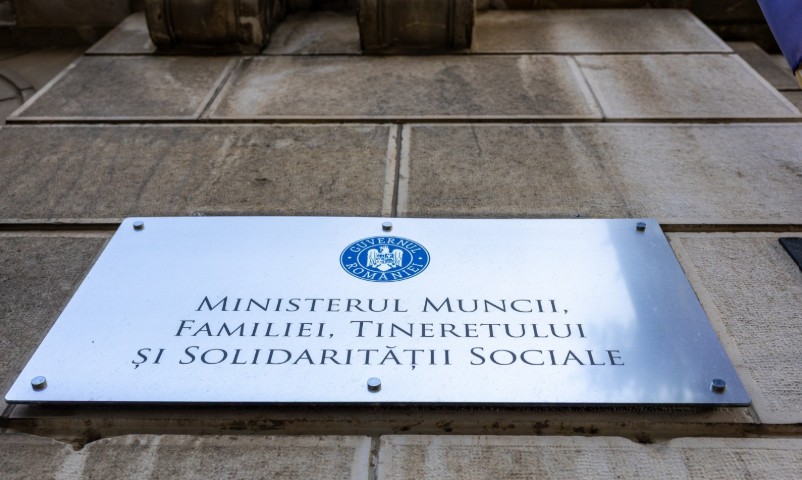 GUVERNUL
ROMÂNIEI
MINISTERUL MUNCII,
FAMILIEI, TINERETULUI
ȘI SOLIDARITĂȚII SOCIALE